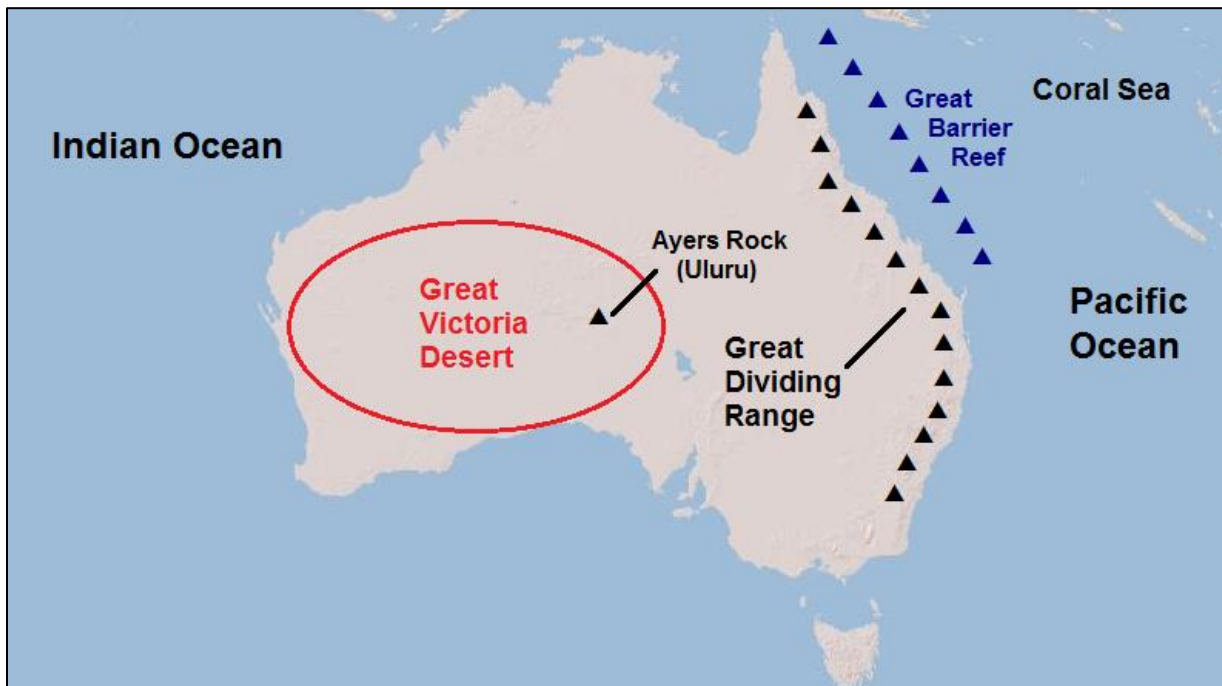 Indian Ocean
Coral Sea
Great
Barrier
Reef
Ayers Rock
(Uluru)
Great
Victoria
Desert
Great
Dividing
Range
Pacific
Ocean